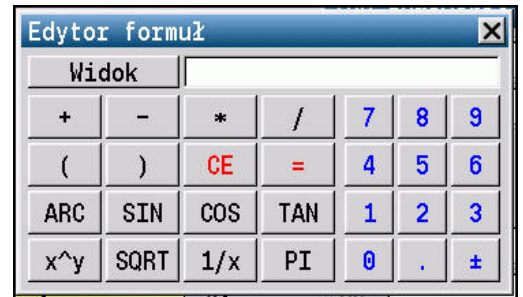 Edytor formuł
Widok
+ - * / 7 8 9
( ) CE = 4 5 6
ARC SIN COS TAN 1 2 3
x^y SQRT 1/x PI 0 . ±